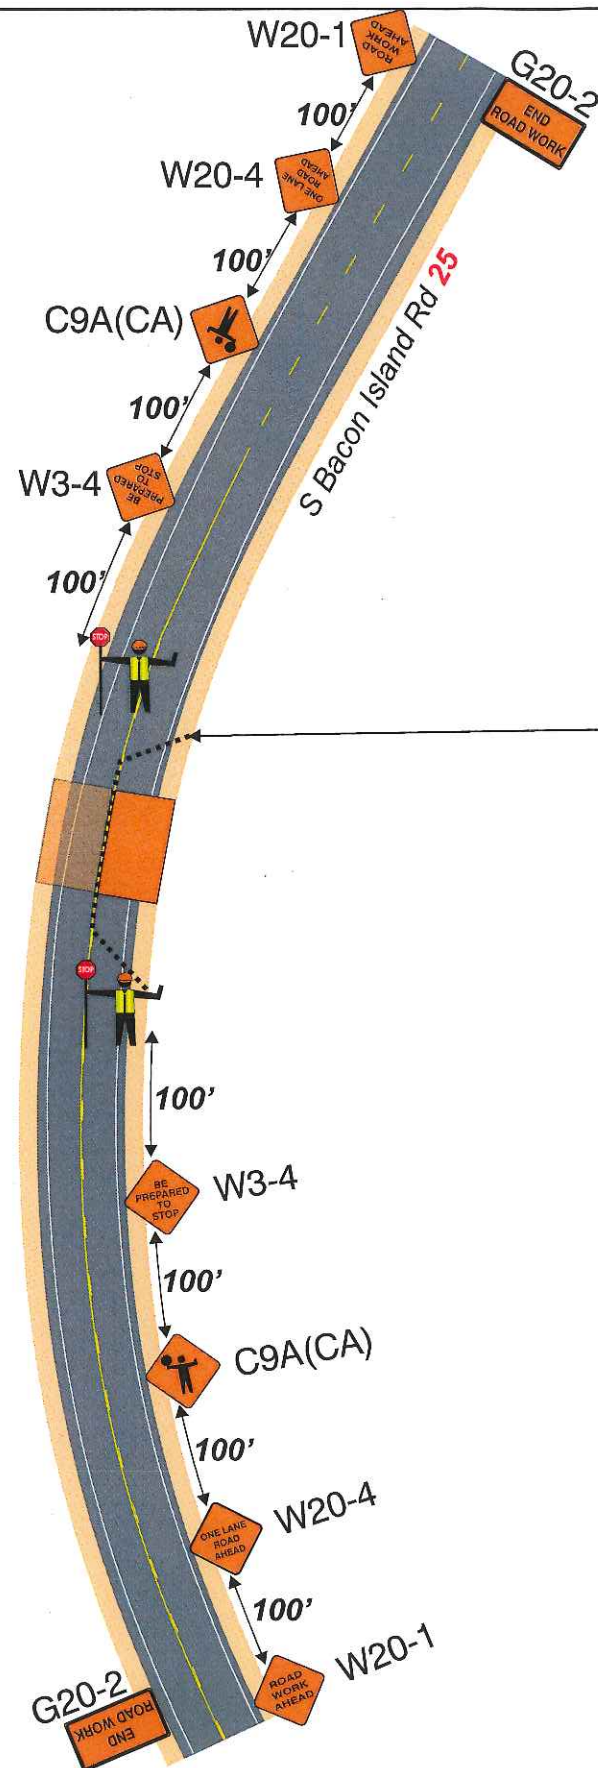 W20-1
ROAD
WORK
AHEAD
G20-2
END
ROAD WORK
100'
W20-4
ONE LANE
ROAD
AHEAD
100'
C9A(CA)
S Bacon Island Rd 25
100'
W3-4
BE
PREPARED
TO
STOP
100'
STOP
STOP
100'
BE
PREPARED
TO
STOP
W3-4
100'
C9A(CA)
100'
ONE LANE
ROAD
AHEAD
W20-4
100'
ROAD
WORK
AHEAD
W20-1
G20-2
END
ROAD WORK